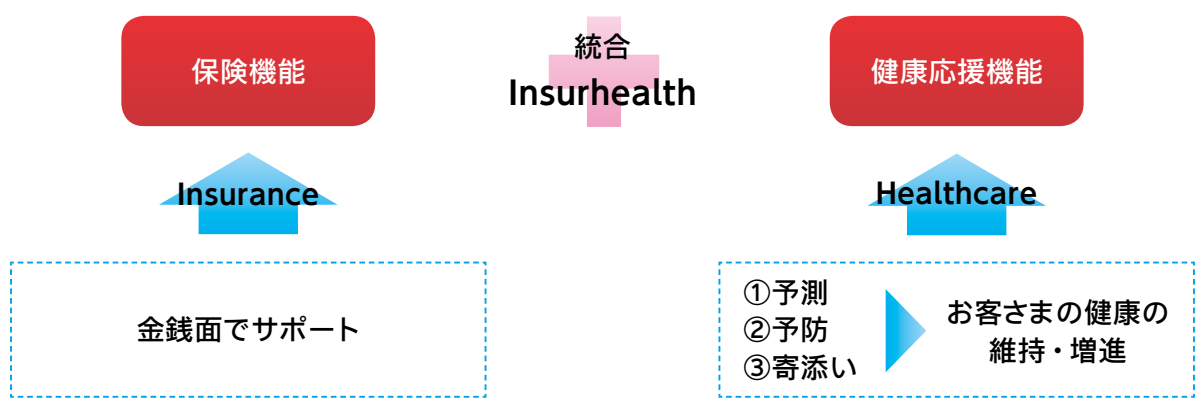 保険機能
統合
Insurhealth
健康応援機能
Insurance
Healthcare
金銭面でサポート
①予測
②予防
③寄添い
お客さまの健康の
維持・増進